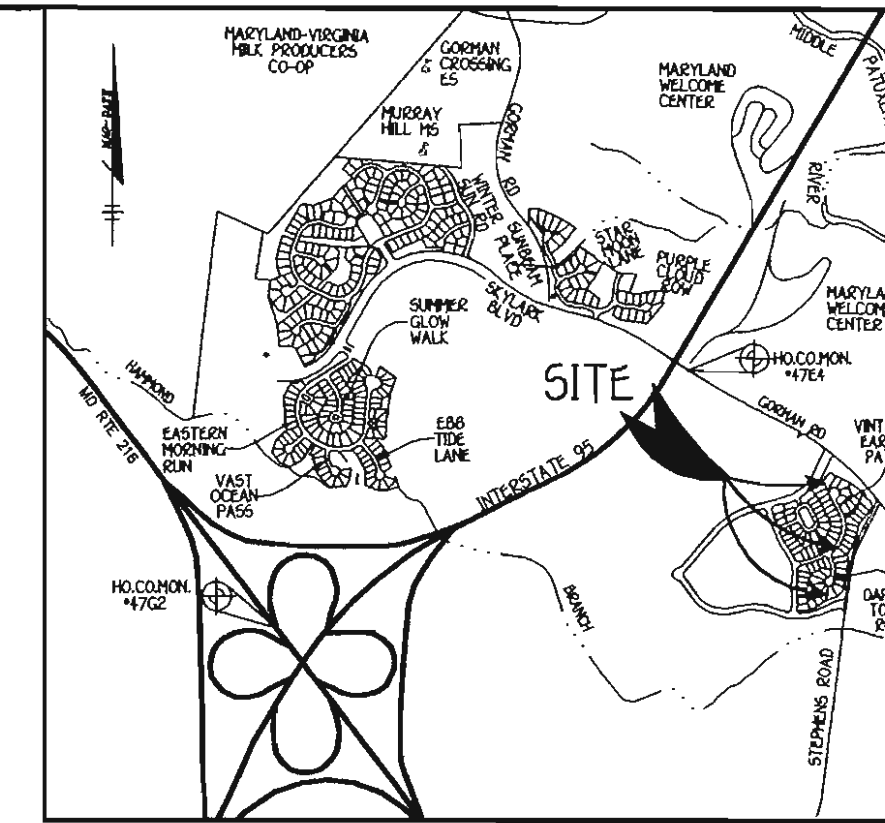 MARYLAND-VIRGINIA
MILK PRODUCERS
CO-OP
GORMAN
& CROSSING
ES
MURRAY
HILL MS
&
MARYLAND
WELCOME
CENTER
MIDDLE
RIVER
GORMAN RD
WINTER
SUN RD
SUNBEAM
PLACE
STAR
MOON
LANE
PURPLE
CLOUD
ROW
SKYLARK
BLVD
MARYLA
WELCOM
CENTER
HO.CO.MON.
*47E4
SUMMER
GLOW
WALK
SITE
HAMMOND
MD RTE 216
EASTERN
MORNING
RUN
VAST
OCEAN
PASS
EBB
TIDE
LANE
INTERSTATE 95
GORMAN RD
VINT
EAR
PA
HO.CO.MON.
*47G2
BRANCH
STEPHENS ROAD